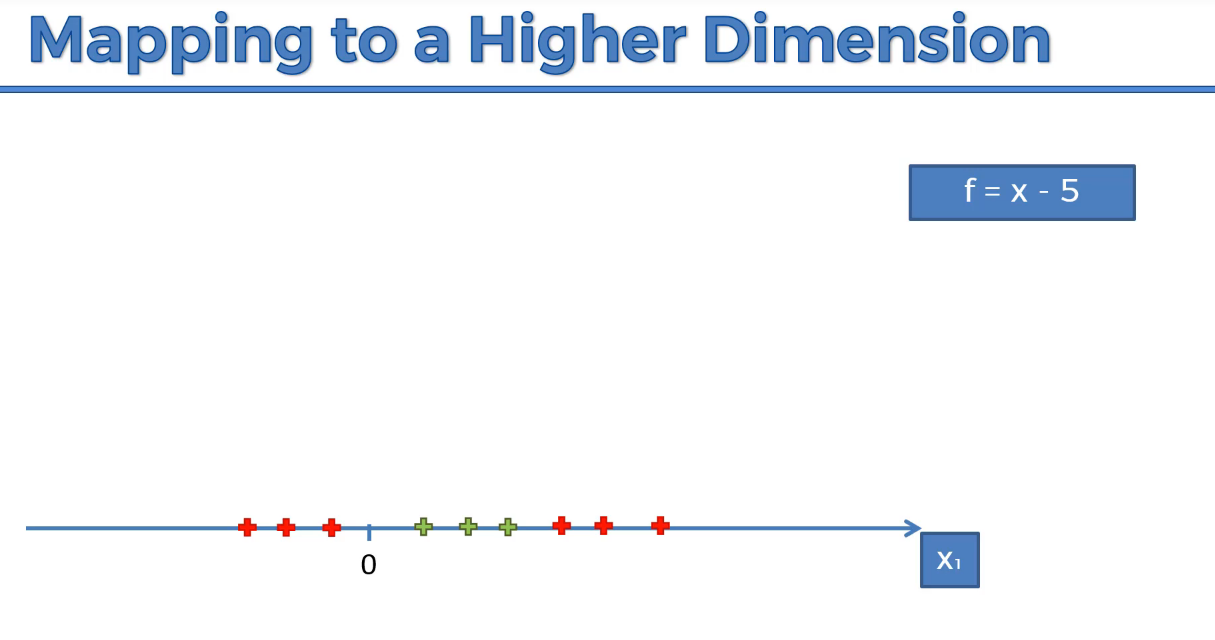 Mapping to a Higher Dimension
f = x - 5
0
x₁